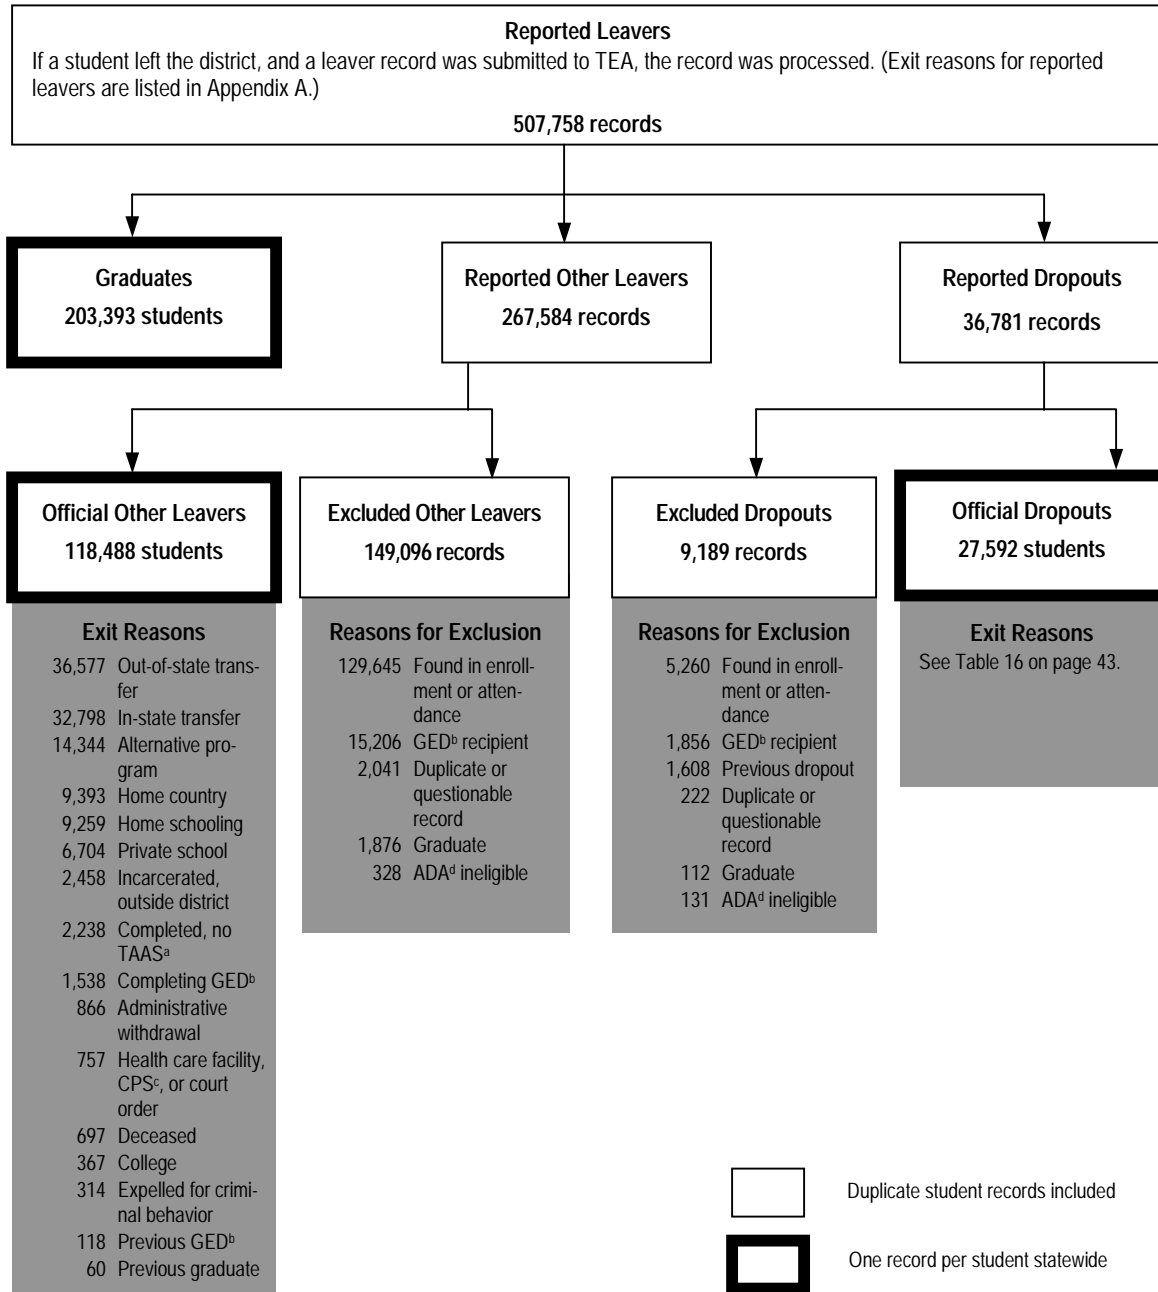 Reported Leavers
If a student left the district, and a leaver record was submitted to TEA, the record was processed. (Exit reasons for reported
leavers are listed in Appendix A.)
507,758 records
Graduates
203,393 students
Reported Other Leavers
267,584 records
Reported Dropouts
36,781 records
Official Other Leavers
118,488 students
Excluded Other Leavers
149,096 records
Excluded Dropouts
9,189 records
Official Dropouts
27,592 students
Exit Reasons
36,577 Out-of-state trans-
fer
32,798 In-state transfer
14,344 Alternative pro-
gram
9,393 Home country
9,259 Home schooling
6,704 Private school
2,458 Incarcerated,
outside district
2,238 Completed, no
TAASᵃ
1,538 Completing GEDᵇ
866 Administrative
withdrawal
757 Health care facility,
CPSᶜ, or court
order
697 Deceased
367 College
314 Expelled for crimi-
nal behavior
118 Previous GEDᵇ
60 Previous graduate
Reasons for Exclusion
129,645 Found in enroll-
ment or atten-
dance
15,206 GEDᵇ recipient
2,041 Duplicate or
questionable
record
1,876 Graduate
328 ADAᵈ ineligible
Reasons for Exclusion
5,260 Found in enroll-
ment or atten-
dance
1,856 GEDᵇ recipient
1,608 Previous dropout
222 Duplicate or
questionable
record
112 Graduate
131 ADAᵈ ineligible
Exit Reasons
See Table 16 on page 43.
Duplicate student records included
One record per student statewide